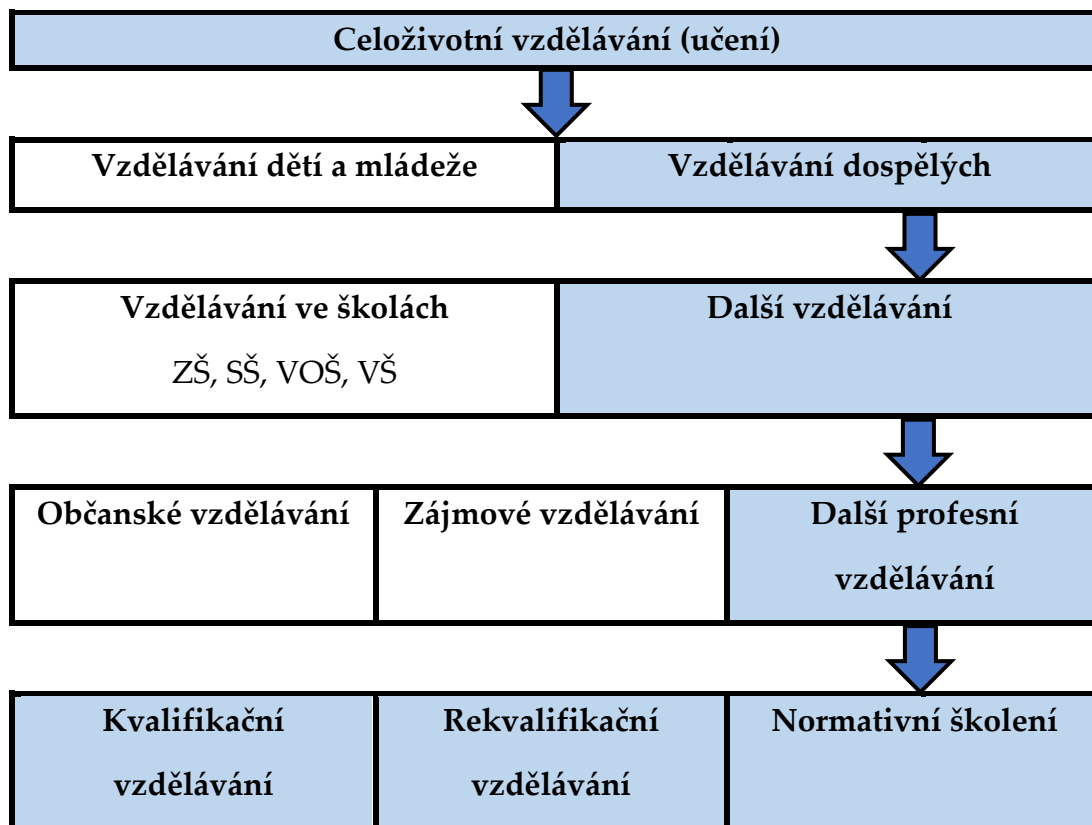 Celoživotní vzdělávání (učení)
Vzdělávání dětí a mládeže
Vzdělávání dospělých
Vzdělávání ve školách
ZŠ, SŠ, VOŠ, VŠ
Další vzdělávání
Občanské vzdělávání
Zájmové vzdělávání
Další profesní
vzdělávání
Kvalifikační
vzdělávání
Rekvalifikační
vzdělávání
Normativní školení